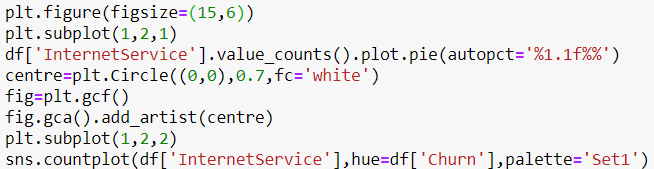 plt.figure(figsize=(15,6))
plt.subplot(1,2,1)
df['InternetService'].value_counts().plot.pie(autopct='%1.1f%%')
centre=plt.Circle((0,0),0.7,fc='white')
fig=plt.gcf()
fig.gca().add_artist(centre)
plt.subplot(1,2,2)
sns.countplot(df['InternetService'],hue=df['Churn'],palette='Set1')